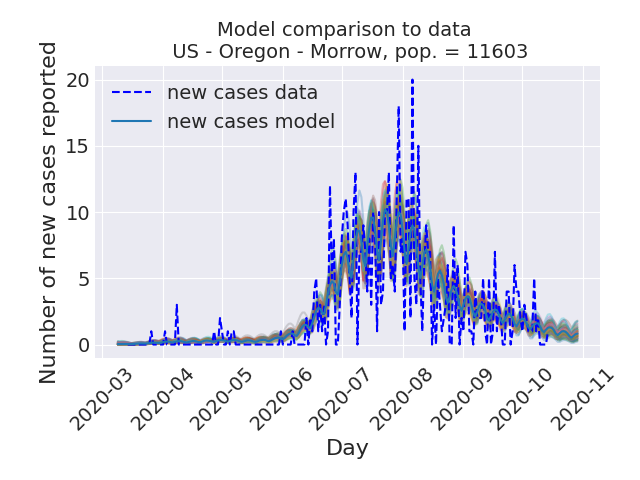 Model comparison to data
US - Oregon - Morrow, pop. = 11603
Number of new cases reported
20
15
10
5
0
new cases data
new cases model
2020-03
2020-04
2020-05
2020-06
2020-07
2020-08
2020-09
2020-10
2020-11
Day